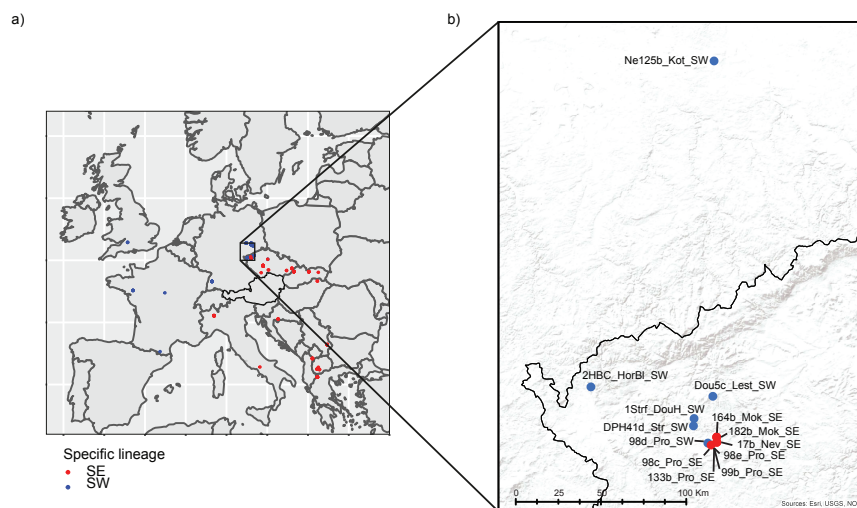 a)
b)
Specific lineage
SE
SW
Ne125b_Kot_SW
2HBC_HorBl_SW
Dou5c_Lest_SW
1Strf_DouH_SW
164b_Mok_SE
DPH41d_Str_SW
182b_Mok_SE
98d_Pro_SW
17b_Nev_SE
98e_Pro_SE
98c_Pro_SE
99b_Pro_SE
133b_Pro_SE
0 25 50 100 Km
Sources: Esri, USGS, NO